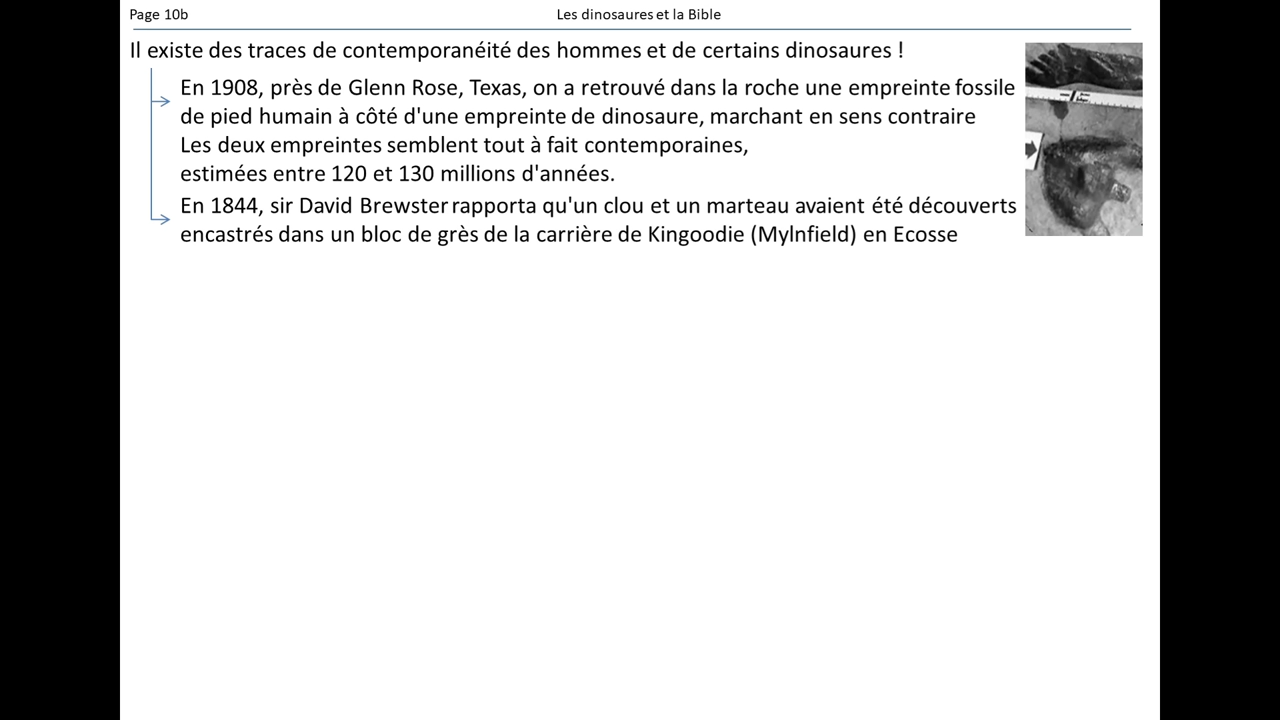 Page 10b
Les dinosaures et la Bible
Il existe des traces de contemporanéité des hommes et de certains dinosaures !
En 1908, près de Glenn Rose, Texas, on a retrouvé dans la roche une empreinte fossile
de pied humain à côté d'une empreinte de dinosaure, marchant en sens contraire
Les deux empreintes semblent tout à fait contemporaines,
estimées entre 120 et 130 millions d'années.
En 1844, sir David Brewster rapporta qu'un clou et un marteau avaient été découverts
encastrés dans un bloc de grès de la carrière de Kingoodie (Mylnfield) en Ecosse